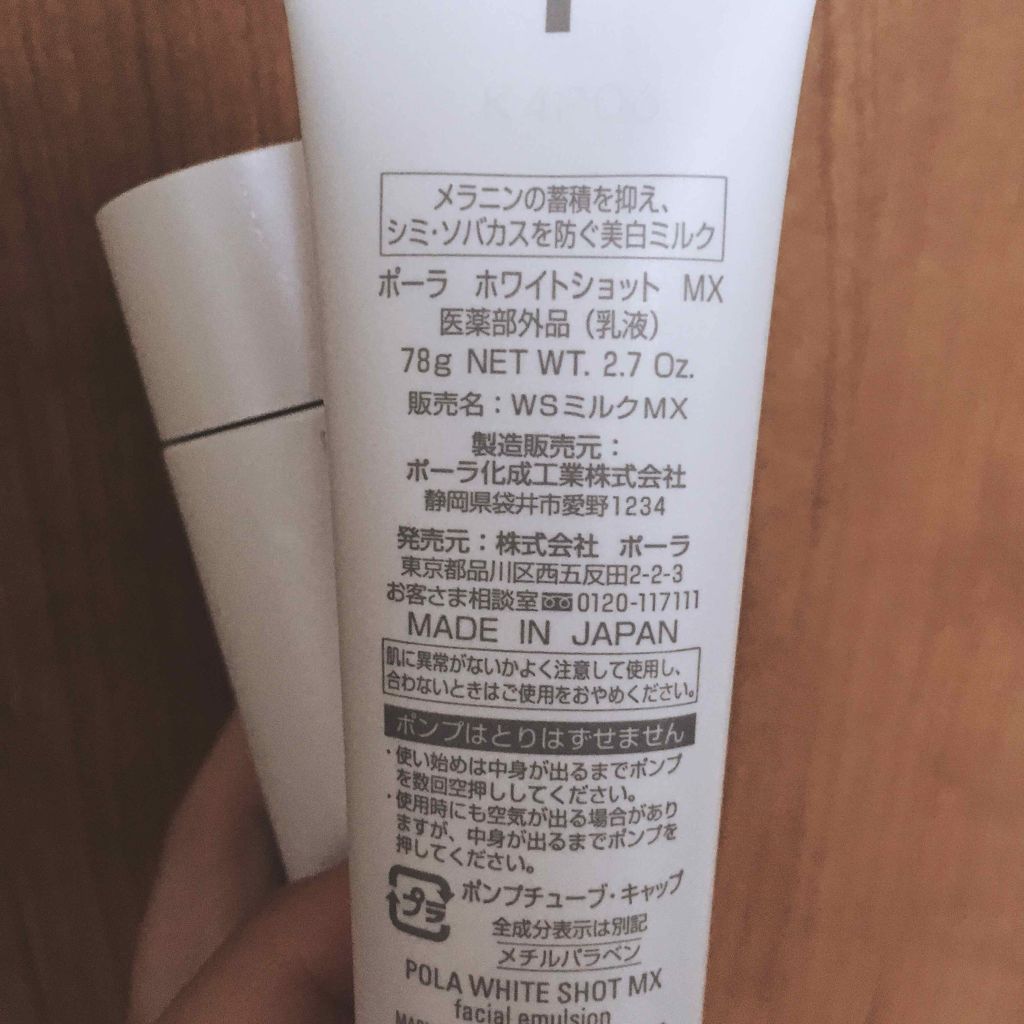 メラニンの蓄積を抑え、
シミ・ソバカスを防ぐ美白ミルク
ポーラ ホワイトショット MX
医薬部外品（乳液）
78g NET WT. 2.7 Oz.
販売名：WSミルクMX
製造販売元：
ポーラ化成工業株式会社
静岡県袋井市愛野1234
発売元：株式会社 ポーラ
東京都品川区西五反田2-2-3
お客さま相談室 0120-117111
MADE IN JAPAN
肌に異常がないかよく注意して使用し、
合わないときはご使用をおやめください。
ポンプはとりはずせません
・使い始めは中身が出るまでポンプ
を数回空押ししてください。
・使用時にも空気が出る場合があり
ますが、中身が出るまでポンプを
押してください。
プラ ポンプチューブ・キャップ
全成分表示は別記
メチルパラベン
POLA WHITE SHOT MX
facial emulsion